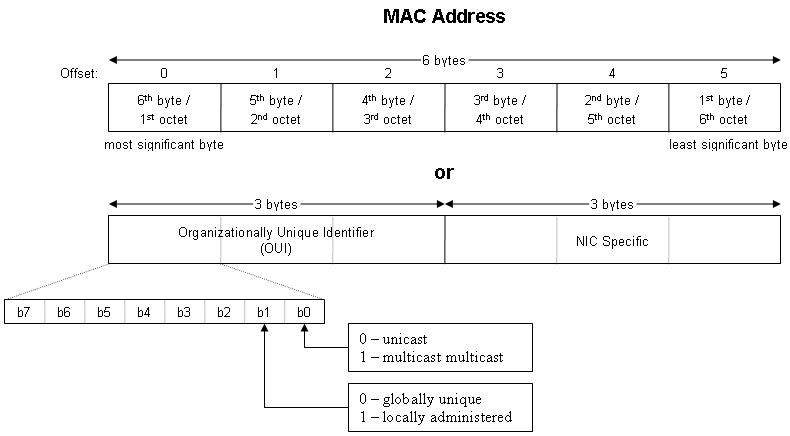 MAC Address
6 bytes
Offset: 0 1 2 3 4 5
6th byte / 5th byte / 4th byte / 3rd byte / 2nd byte / 1st byte /
1st octet 2nd octet 3rd octet 4th octet 5th octet 6th octet
most significant byte least significant byte
or
3 bytes 3 bytes
Organizationally Unique Identifier
(OUI)
NIC Specific
b7 b6 b5 b4 b3 b2 b1 b0
0 – unicast
1 – multicast multicast
0 – globally unique
1 – locally administered